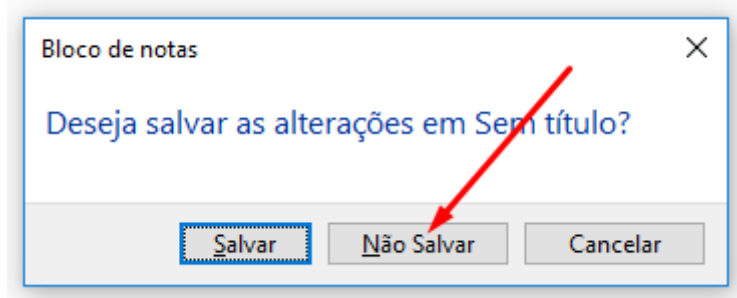 Bloco de notas
Deseja salvar as alterações em Sem título?
Salvar Não Salvar Cancelar